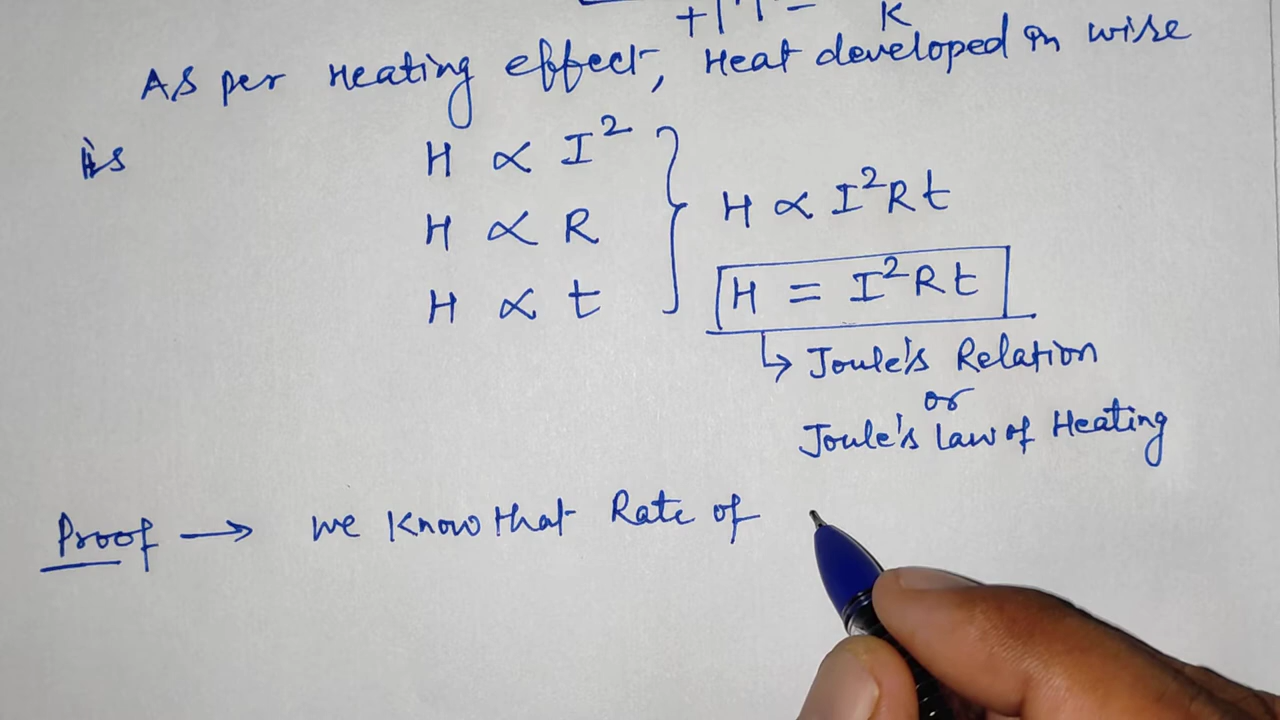 + | 1 - K
As per Heating effect, Heat developed in wire
is
H ∝ I²
H ∝ R
H ∝ t
H ∝ I²Rt
H = I²Rt
↳ Joule's Relation
or
Joule's Law of Heating
Proof → We Know that Rate of